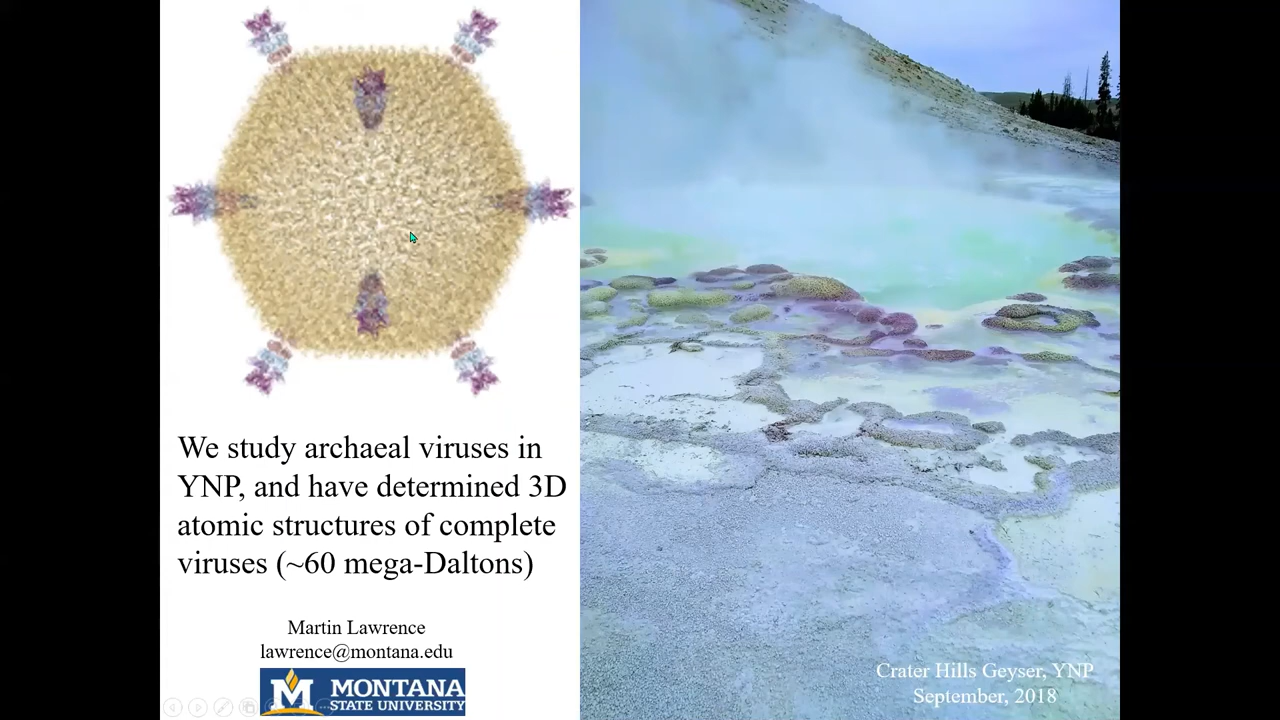 We study archaeal viruses in
YNP, and have determined 3D
atomic structures of complete
viruses (~60 mega-Daltons)
Martin Lawrence
lawrence@montana.edu
M MONTANA
STATE UNIVERSITY
Crater Hills Geyser, YNP
September, 2018